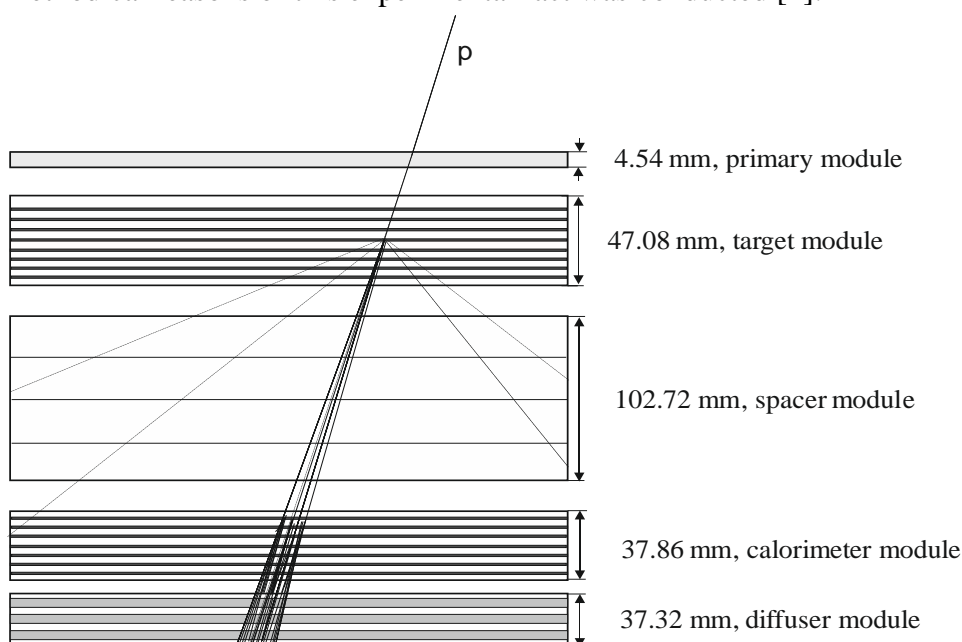 p
4.54 mm, primary module
47.08 mm, target module
102.72 mm, spacer module
37.86 mm, calorimeter module
37.32 mm, diffuser module